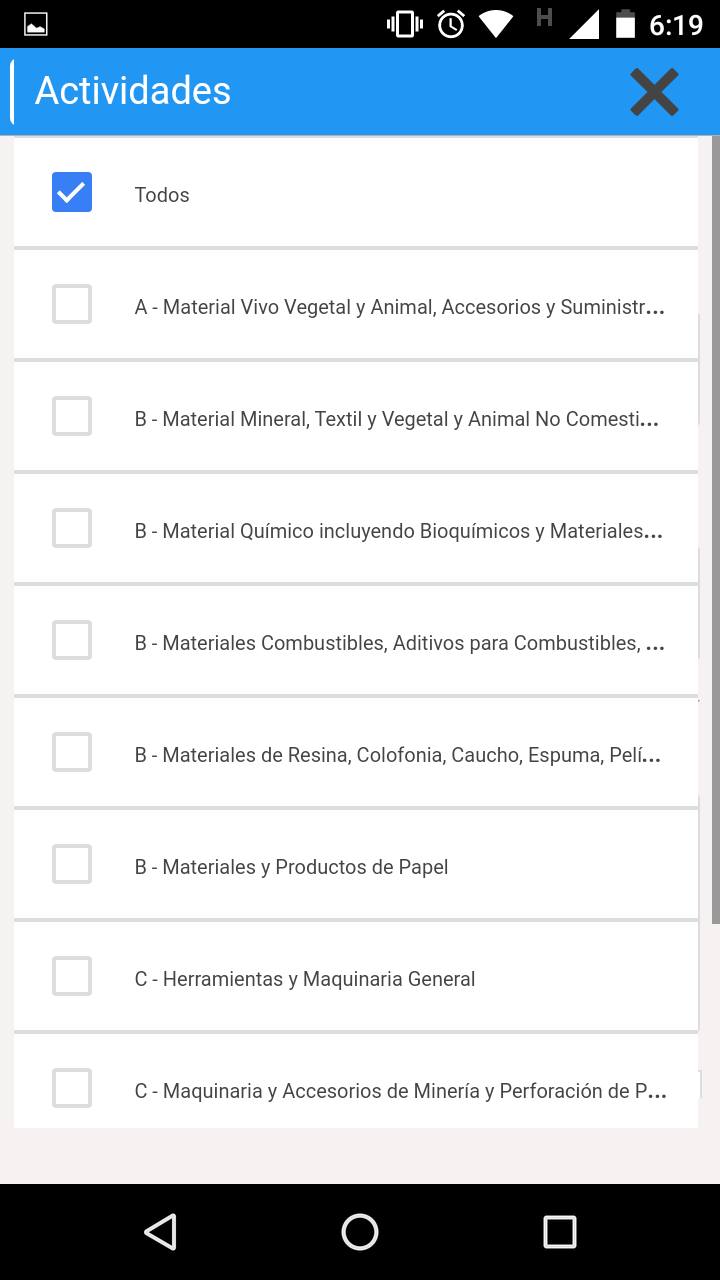 H
6:19
Actividades
Todos
A - Material Vivo Vegetal y Animal, Accesorios y Suministr...
B - Material Mineral, Textil y Vegetal y Animal No Comesti...
B - Material Químico incluyendo Bioquímicos y Materiales...
B - Materiales Combustibles, Aditivos para Combustibles, ...
B - Materiales de Resina, Colofonia, Caucho, Espuma, Pelí...
B - Materiales y Productos de Papel
C - Herramientas y Maquinaria General
C - Maquinaria y Accesorios de Minería y Perforación de P...